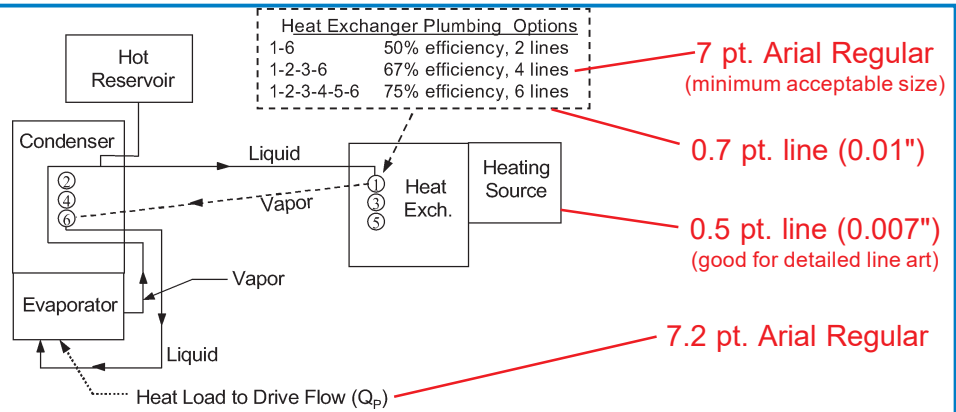 Heat Exchanger Plumbing Options
1-6 50% efficiency, 2 lines
1-2-3-6 67% efficiency, 4 lines
1-2-3-4-5-6 75% efficiency, 6 lines
7 pt. Arial Regular
(minimum acceptable size)
Hot
Reservoir
0.7 pt. line (0.01")
Condenser
Liquid
2
4
6
Vapor
1
3
5
Heat
Exch.
Heating
Source
0.5 pt. line (0.007")
(good for detailed line art)
Vapor
Evaporator
7.2 pt. Arial Regular
Liquid
Heat Load to Drive Flow (Qₚ)